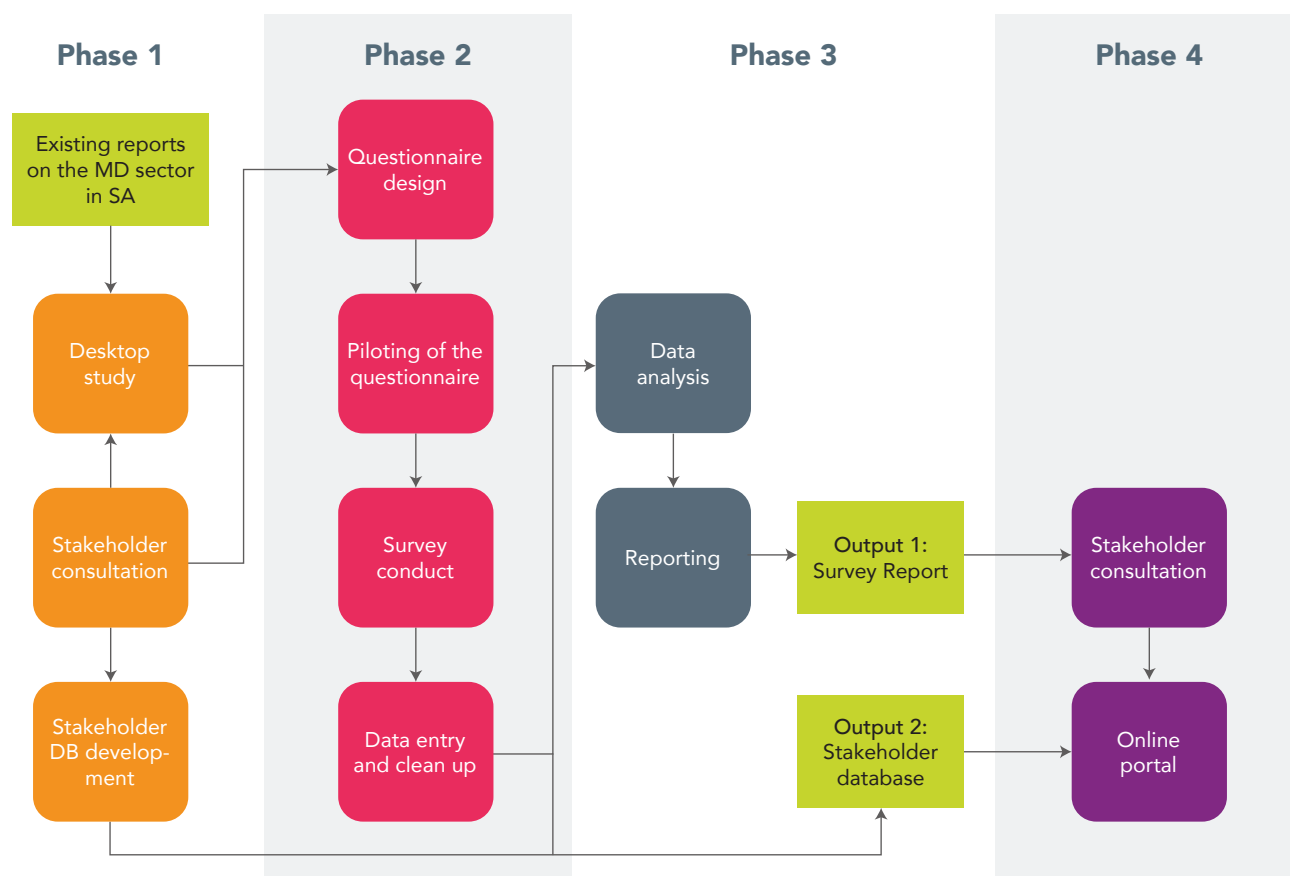 Phase 1
Phase 2
Phase 3
Phase 4
Existing reports
on the MD sector
in SA
Desktop
study
Stakeholder
consultation
Stakeholder
DB develop-
ment
Questionnaire
design
Piloting of the
questionnaire
Survey
conduct
Data entry
and clean up
Data
analysis
Reporting
Output 1:
Survey Report
Output 2:
Stakeholder
database
Stakeholder
consultation
Online
portal